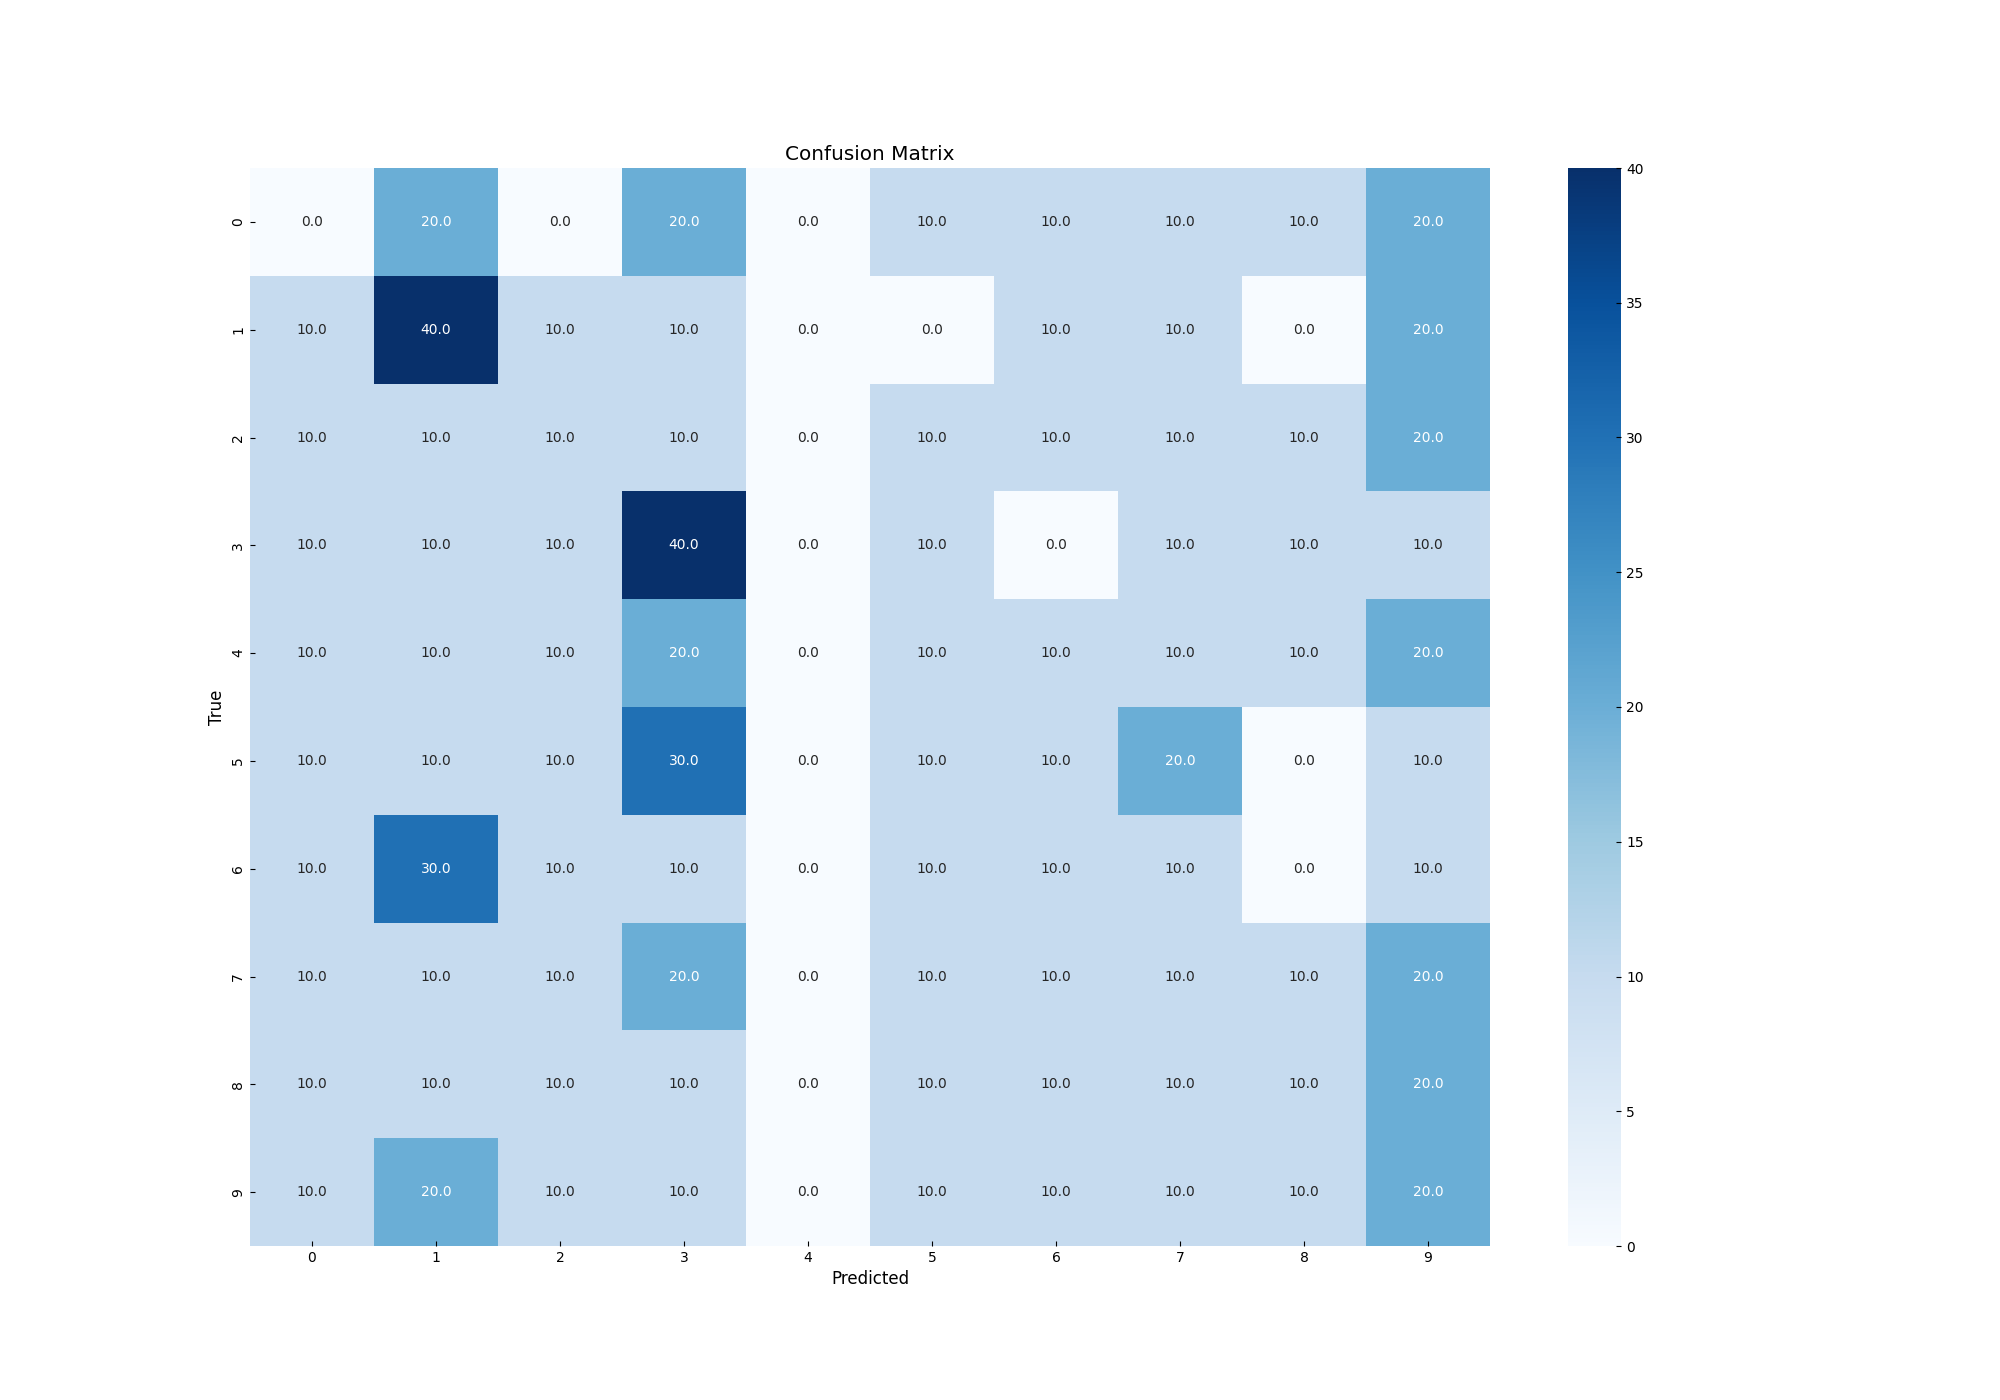 Confusion Matrix
0 0.0 20.0 0.0 20.0 0.0 10.0 10.0 10.0 10.0 20.0
1 10.0 40.0 10.0 10.0 0.0 0.0 10.0 10.0 0.0 20.0
2 10.0 10.0 10.0 10.0 0.0 10.0 10.0 10.0 10.0 20.0
3 10.0 10.0 10.0 40.0 0.0 10.0 0.0 10.0 10.0 10.0
4 10.0 10.0 10.0 20.0 0.0 10.0 10.0 10.0 10.0 20.0
5 10.0 10.0 10.0 30.0 0.0 10.0 10.0 20.0 0.0 10.0
6 10.0 30.0 10.0 10.0 0.0 10.0 10.0 10.0 0.0 10.0
7 10.0 10.0 10.0 20.0 0.0 10.0 10.0 10.0 10.0 20.0
8 10.0 10.0 10.0 10.0 0.0 10.0 10.0 10.0 10.0 20.0
9 10.0 20.0 10.0 10.0 0.0 10.0 10.0 10.0 10.0 20.0
0 1 2 3 4 5 6 7 8 9
Predicted
True
40
35
30
25
20
15
10
5
0